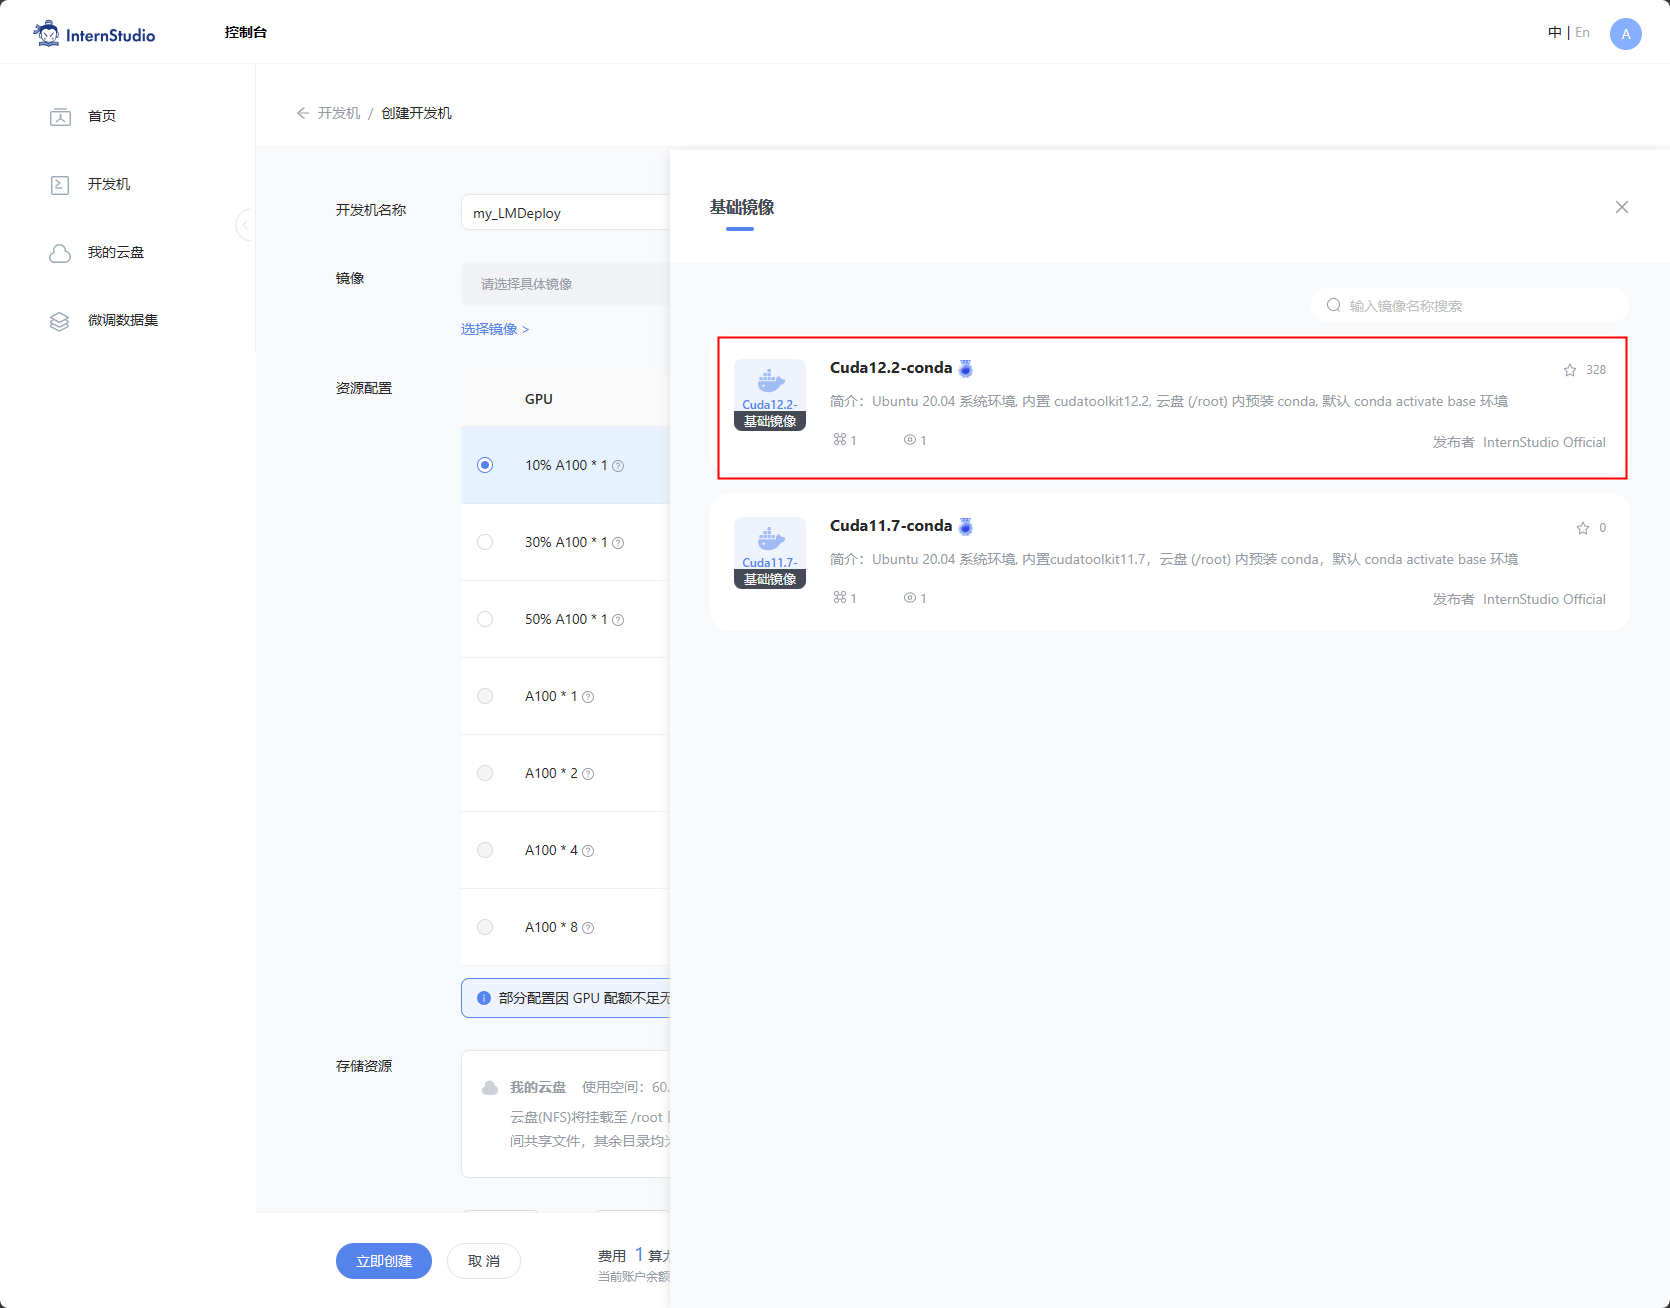 InternStudio
控制台
中 | En
A
首页
开发机
我的云盘
微调数据集
开发机 / 创建开发机
开发机名称
my_LMDeploy
镜像
请选择具体镜像
选择镜像 >
资源配置
GPU
10% A100 * 1
30% A100 * 1
50% A100 * 1
A100 * 1
A100 * 2
A100 * 4
A100 * 8
部分配置因 GPU 配额不足无
存储资源
我的云盘 使用空间：60.
云盘(NFS)将挂载至 /root
间共享文件，其余目录均为
立即创建
取 消
费用 1 算力
当前账户余额
基础镜像
输入镜像名称搜索
Cuda12.2-
基础镜像
Cuda12.2-conda
328
简介：Ubuntu 20.04 系统环境, 内置 cudatoolkit12.2, 云盘 (/root) 内预装 conda, 默认 conda activate base 环境
1 1
发布者 InternStudio Official
Cuda11.7-
基础镜像
Cuda11.7-conda
0
简介：Ubuntu 20.04 系统环境, 内置cudatoolkit11.7，云盘 (/root) 内预装 conda，默认 conda activate base 环境
1 1
发布者 InternStudio Official